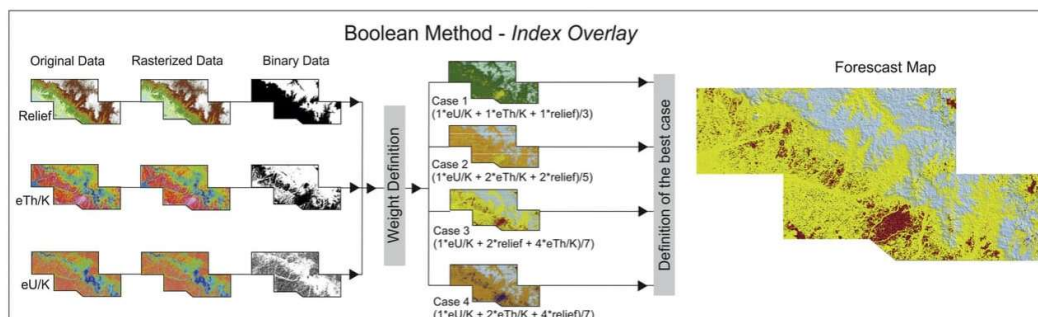 Boolean Method - Index Overlay
Original Data
Rasterized Data
Binary Data
Relief
eTh/K
eU/K
Weight Definition
Case 1
(1*eU/K + 1*eTh/K + 1*relief)/3)
Case 2
(1*eU/K + 2*eTh/K + 2*relief)/5)
Case 3
(1*eU/K + 2*relief + 4*eTh/K)/7)
Case 4
(1*eU/K + 2*eTh/K + 4*relief)/7)
Definition of the best case
Forescast Map